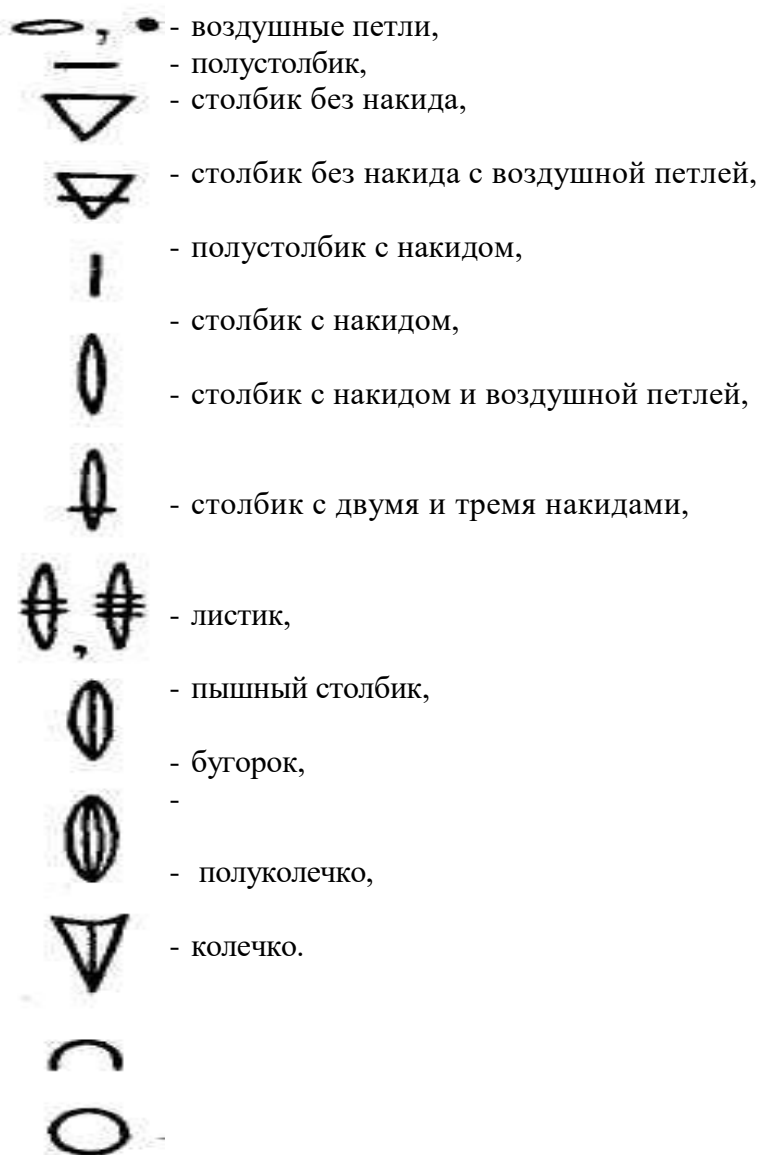 - воздушные петли,
- полустолбик,
- столбик без накида,
- столбик без накида с воздушной петлей,
- полустолбик с накидом,
- столбик с накидом,
- столбик с накидом и воздушной петлей,
- столбик с двумя и тремя накидами,
- листик,
- пышный столбик,
- бугорок,
-
- полуколечко,
- колечко.